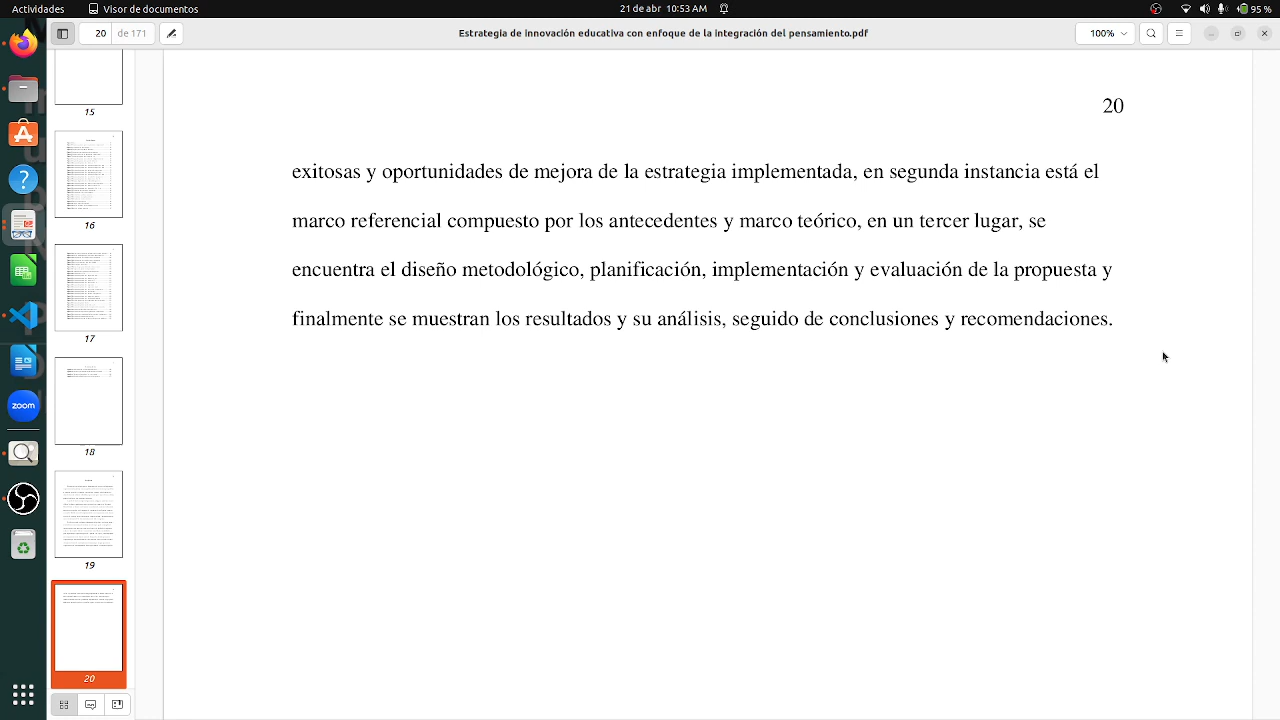 Actividades
Visor de documentos
21 de abr 10:53 AM
95 %
20
de 171
Estrategia de innovación educativa con enfoque de la integración del pensamiento.pdf
100%
15
16
17
18
19
20
zoom
20
exitosas y oportunidades de mejora de la estrategia implementada, en segunda instancia está el
marco referencial compuesto por los antecedentes y marco teórico, en un tercer lugar, se
encuentra el diseño metodológico, planificación, implementación y evaluación de la propuesta y
finalmente se muestran los resultados y su análisis, seguido de conclusiones y recomendaciones.